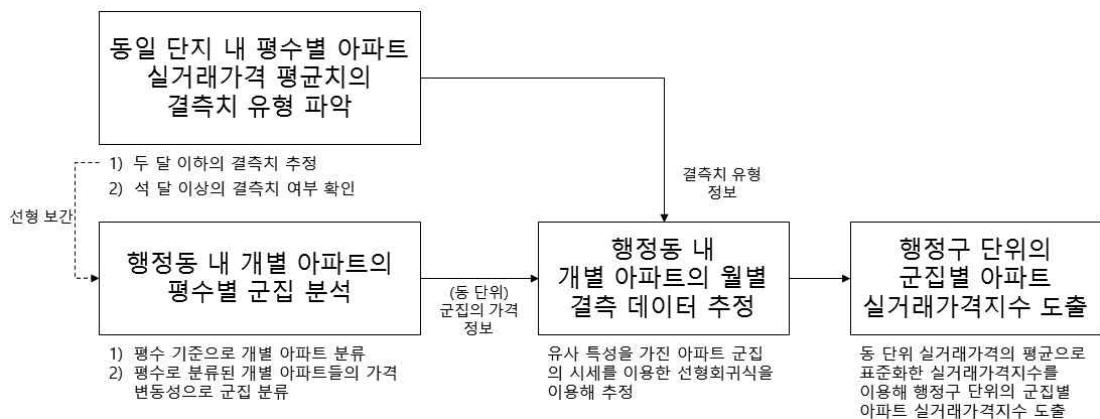 동일 단지 내 평수별 아파트
실거래가격 평균치의
결측치 유형 파악
1) 두 달 이하의 결측치 추정
2) 석 달 이상의 결측치 여부 확인
선형 보간
결측치 유형
정보
행정동 내 개별 아파트의
평수별 군집 분석
(동 단위)
군집의 가격
정보
행정동 내
개별 아파트의 월별
결측 데이터 추정
행정구 단위의
군집별 아파트
실거래가격지수 도출
1) 평수 기준으로 개별 아파트 분류
2) 평수로 분류된 개별 아파트들의 가격
변동성으로 군집 분류
유사 특성을 가진 아파트 군집
의 시세를 이용한 선형회귀식을
이용해 추정
동 단위 실거래가격의 평균으로
표준화한 실거래가격지수를
이용해 행정구 단위의 군집별
아파트 실거래가격지수 도출